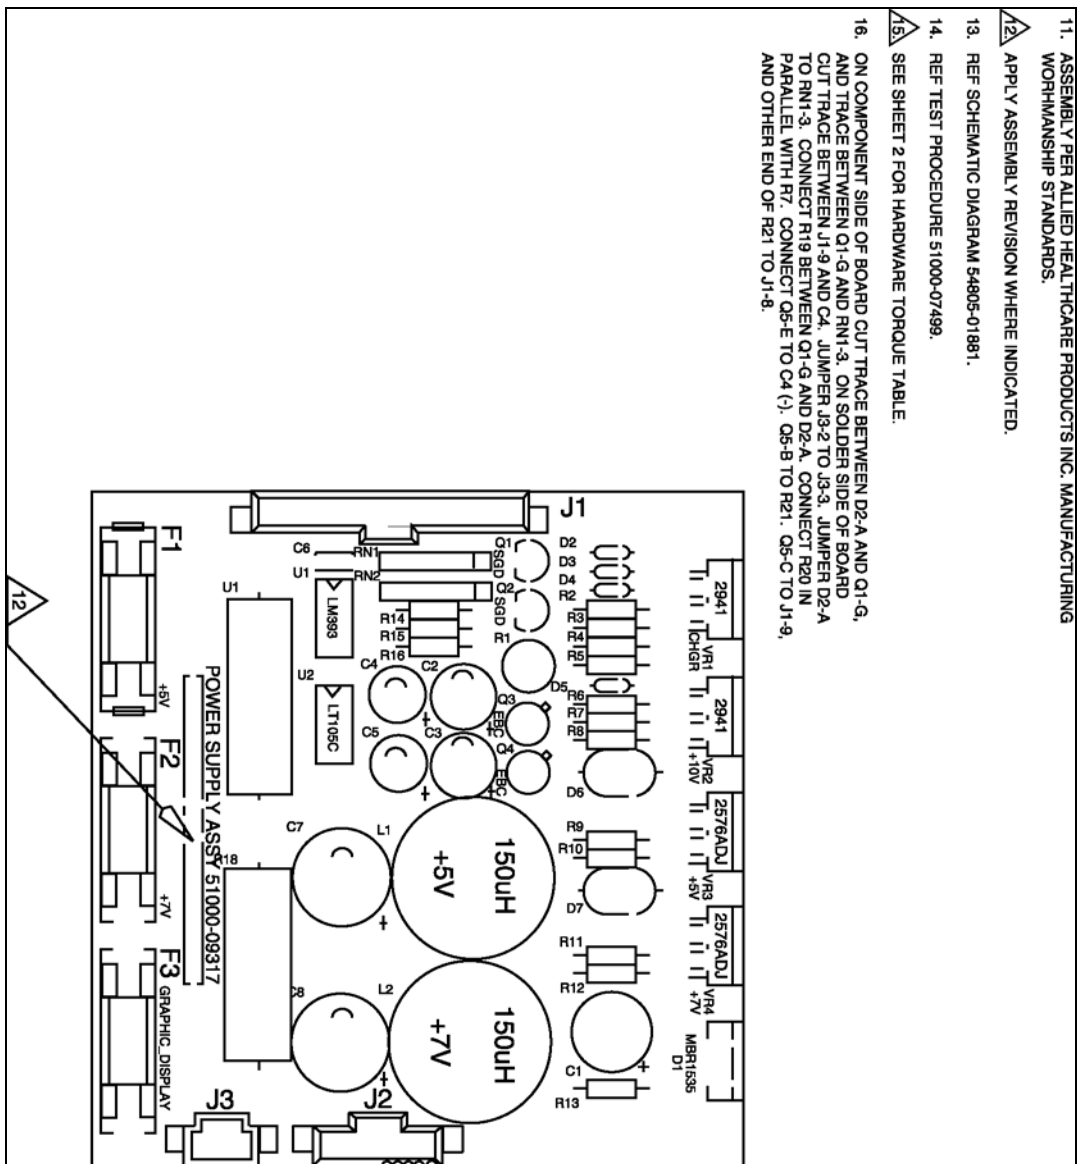 11. ASSEMBLY PER ALLIED HEALTHCARE PRODUCTS INC. MANUFACTURING
WORHMANSHIP STANDARDS.
12. APPLY ASSEMBLY REVISION WHERE INDICATED.
13. REF SCHEMATIC DIAGRAM 54805-01881.
14. REF TEST PROCEDURE 51000-07499.
15. SEE SHEET 2 FOR HARDWARE TORQUE TABLE.
16. ON COMPONENT SIDE OF BOARD CUT TRACE BETWEEN D2-A AND Q1-G,
AND TRACE BETWEEN Q1-G AND RN1-3. ON SOLDER SIDE OF BOARD
CUT TRACE BETWEEN J1-9 AND C4. JUMPER J3-2 TO J3-3. JUMPER D2-A
TO RN1-3. CONNECT R19 BETWEEN Q1-G AND D2-A. CONNECT R20 IN
PARALLEL WITH R7. CONNECT Q5-E TO C4 (-). Q5-B TO R21. Q5-C TO J1-9,
AND OTHER END OF R21 TO J1-8.
12
J1
F1
+5V
F2
+7V
F3
GRAPHIC_DISPLAY
POWER SUPPLY ASSY 51000-09317
C6
U1
RN1
RN2
U1
LM393
U2
LT105C
R14
R15
R16
Q1
SGD
Q2
SGD
R1
D2
D3
D4
R2
R3
R4
R5
D5
R6
R7
R8
C4
C2
C5
C3
Q3
EBC
Q4
EBC
D6
2941
VR1
CHGR
2941
VR2
+10V
2576ADJ
VR3
+5V
2576ADJ
VR4
+7V
MBR1535
D1
C7
L1
150uH
+5V
R9
R10
D7
R18
C8
L2
150uH
+7V
R11
R12
C1
R13
J3
J2